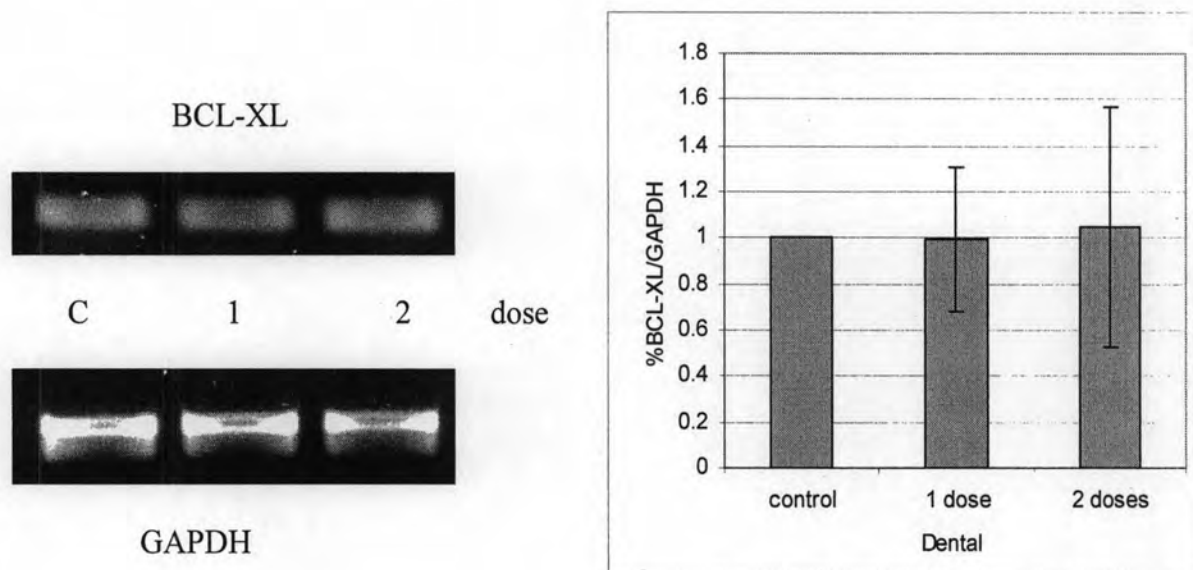 BCL-XL
C 1 2 dose
GAPDH
%BCL-XL/GAPDH
1.8
1.6
1.4
1.2
1
0.8
0.6
0.4
0.2
0
control 1 dose 2 doses
Dental